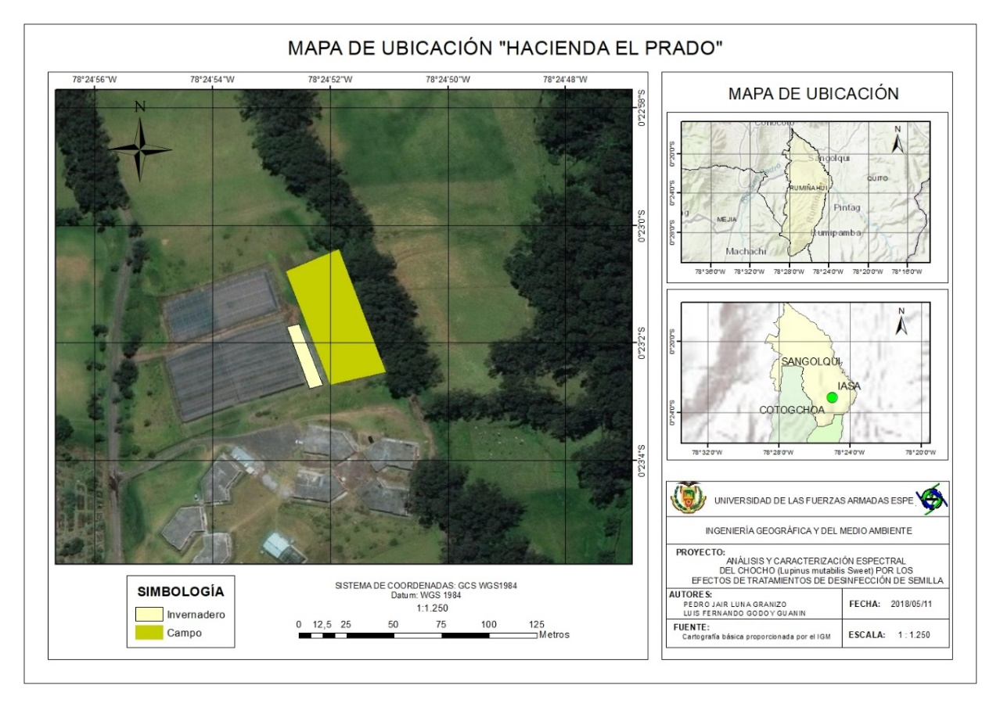 MAPA DE UBICACIÓN "HACIENDA EL PRADO"
78°24'56"W 78°24'54"W 78°24'52"W 78°24'50"W 78°24'48"W
N
0°22'58"S
0°23'0"S
0°23'2"S
0°23'4"S
SIMBOLOGÍA
Invernadero
Campo
SISTEMA DE COORDENADAS: GCS WGS1984
Datum: WGS 1984
1:1.250
0 12,5 25 50 75 100 125
Metros
MAPA DE UBICACIÓN
Conocoto
N
0°20'0"S
Sangolqui
QUITO
RUMIÑAHUI
0°24'0"S
Pintag
MEJIA
0°28'0"S
Rumipamba
Machachi
78°36'0"W 78°32'0"W 78°28'0"W 78°24'0"W 78°20'0"W 78°16'0"W
N
0°20'0"S
SANGOLQUI
IASA
COTOGCHOA
0°24'0"S
78°32'0"W 78°28'0"W 78°24'0"W 78°20'0"W
UNIVERSIDAD DE LAS FUERZAS ARMADAS ESPE
INGENIERÍA GEOGRÁFICA Y DEL MEDIO AMBIENTE
PROYECTO:
ANÁLISIS Y CARACTERIZACIÓN ESPECTRAL
DEL CHOCHO (Lupinus mutabilis Sweet) POR LOS
EFECTOS DE TRATAMIENTOS DE DESINFECCIÓN DE SEMILLA
AUTORES:
PEDRO JAIR LUNA GRANIZO
LUIS FERNANDO GODOY GUANIN
FECHA: 2018/05/11
FUENTE:
Cartografía básica proporcionada por el IGM
ESCALA: 1 : 1.250